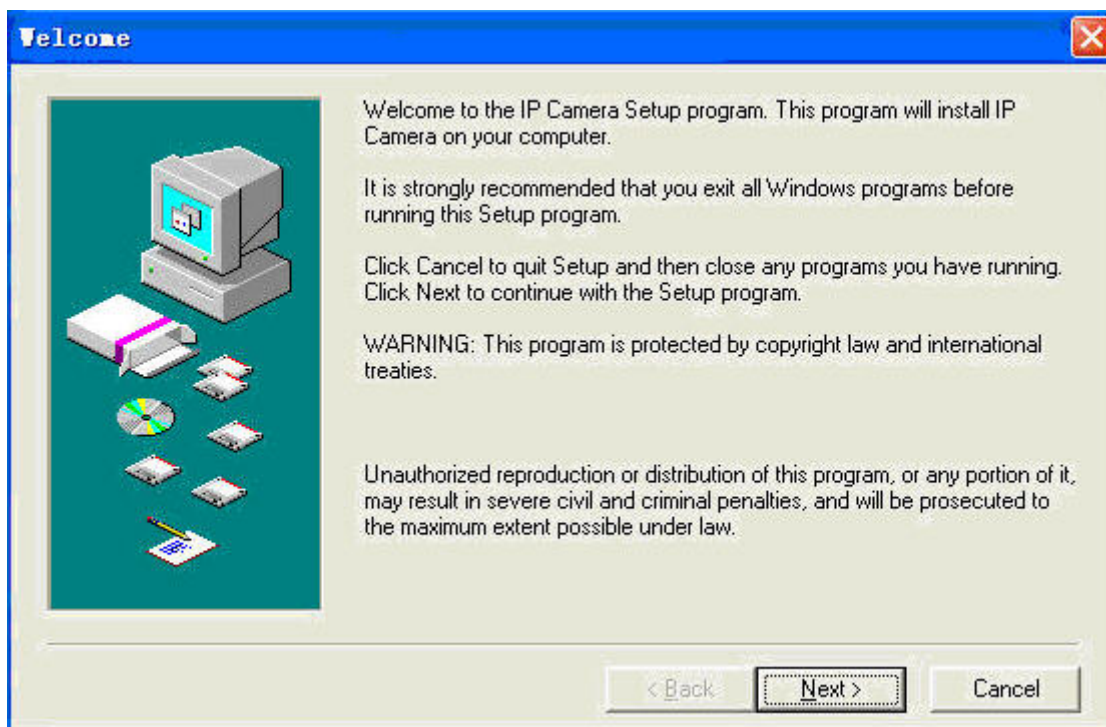 Welcome
Welcome to the IP Camera Setup program. This program will install IP
Camera on your computer.
It is strongly recommended that you exit all Windows programs before
running this Setup program.
Click Cancel to quit Setup and then close any programs you have running.
Click Next to continue with the Setup program.
WARNING: This program is protected by copyright law and international
treaties.
Unauthorized reproduction or distribution of this program, or any portion of it,
may result in severe civil and criminal penalties, and will be prosecuted to
the maximum extent possible under law.
< Back Next > Cancel